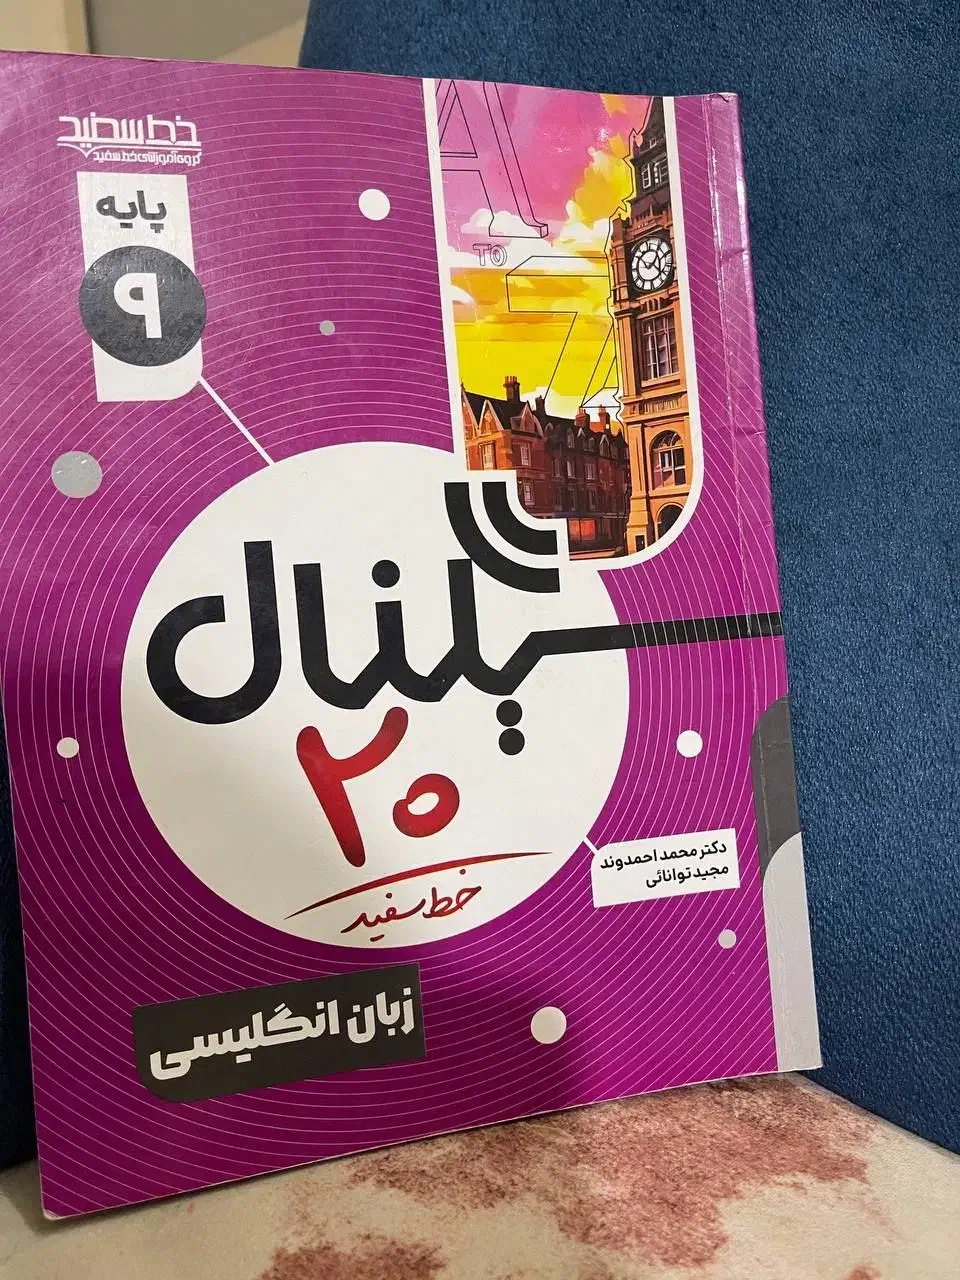 خط سفید
گروه آموزشی خط سفید
پایه
۹
A
TO
Z
سیگنال
۲۰
خط سفید
دکتر محمد احمدوند
مجید توانائی
زبان انگلیسی